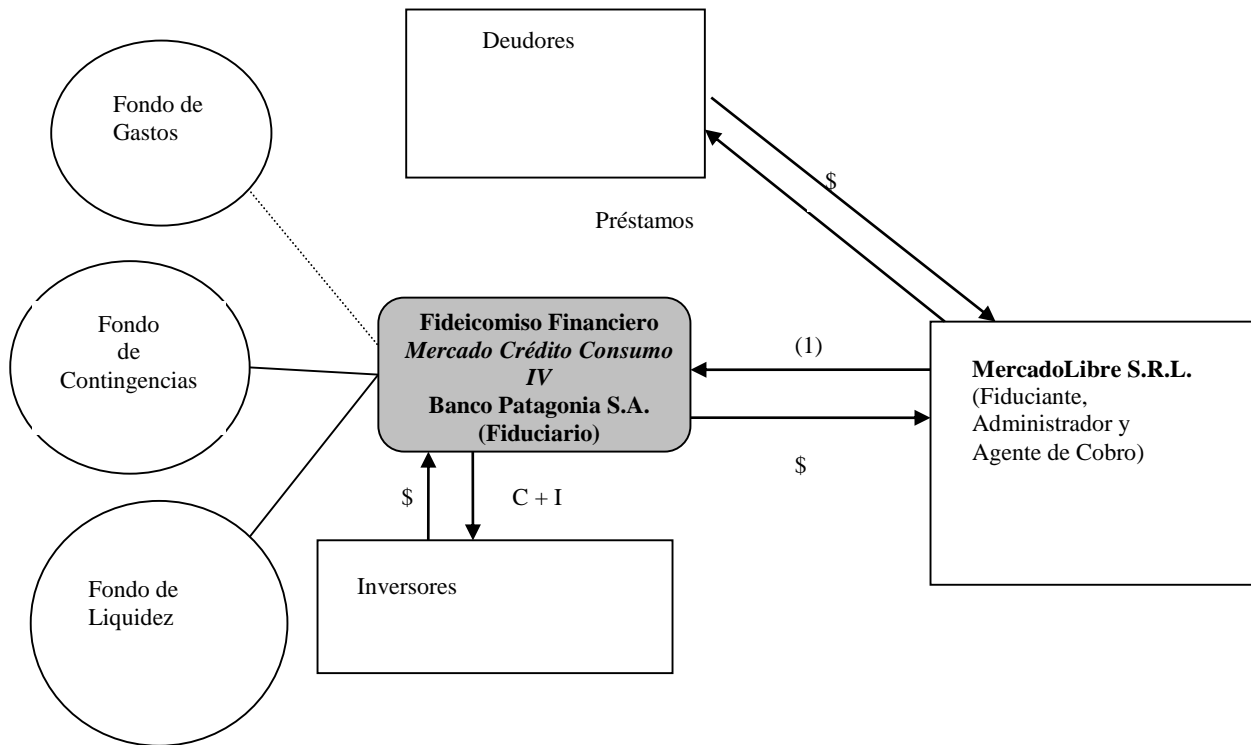 Deudores
Fondo de
Gastos
$
Préstamos
Fondo
de
Contingencias
Fideicomiso Financiero
Mercado Crédito Consumo
IV
Banco Patagonia S.A.
(Fiduciario)
(1)
$
MercadoLibre S.R.L.
(Fiduciante,
Administrador y
Agente de Cobro)
$
C + I
Inversores
Fondo de
Liquidez